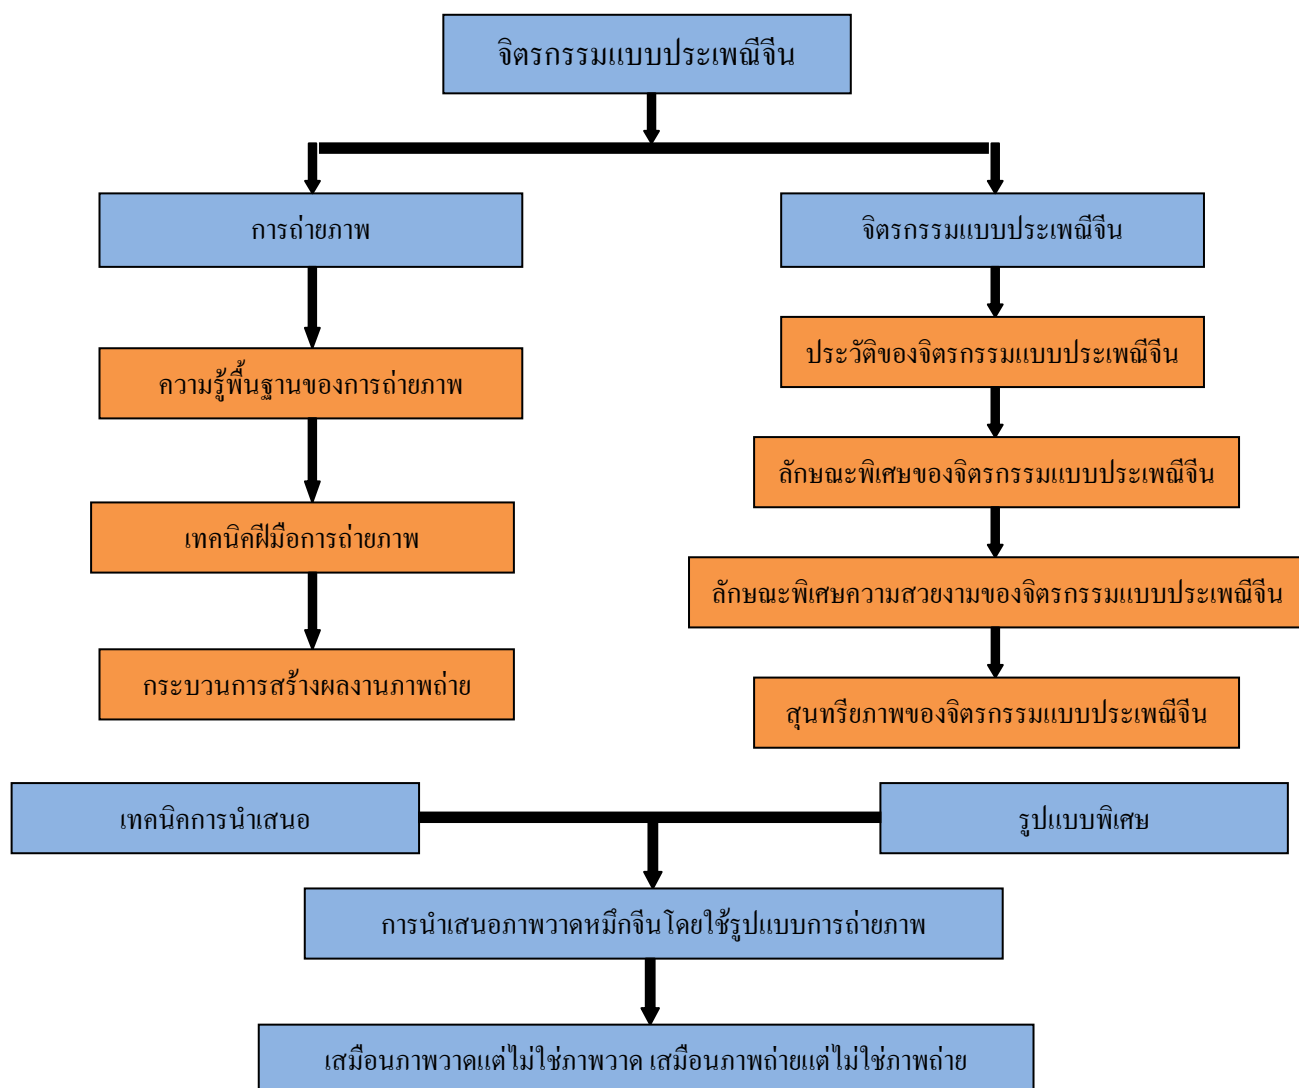 จิตรกรรมแบบประเพณีจีน
การถ่ายภาพ
จิตรกรรมแบบประเพณีจีน
ความรู้พื้นฐานของการถ่ายภาพ
ประวัติของจิตรกรรมแบบประเพณีจีน
เทคนิคฝีมือการถ่ายภาพ
ลักษณะพิเศษของจิตรกรรมแบบประเพณีจีน
กระบวนการสร้างผลงานภาพถ่าย
ลักษณะพิเศษความสวยงามของจิตรกรรมแบบประเพณีจีน
สุนทรียภาพของจิตรกรรมแบบประเพณีจีน
เทคนิคการนำเสนอ
รูปแบบพิเศษ
การนำเสนอภาพวาดหมึกจีนโดยใช้รูปแบบการถ่ายภาพ
เสมือนภาพวาดแต่ไม่ใช่ภาพวาด เสมือนภาพถ่ายแต่ไม่ใช่ภาพถ่าย